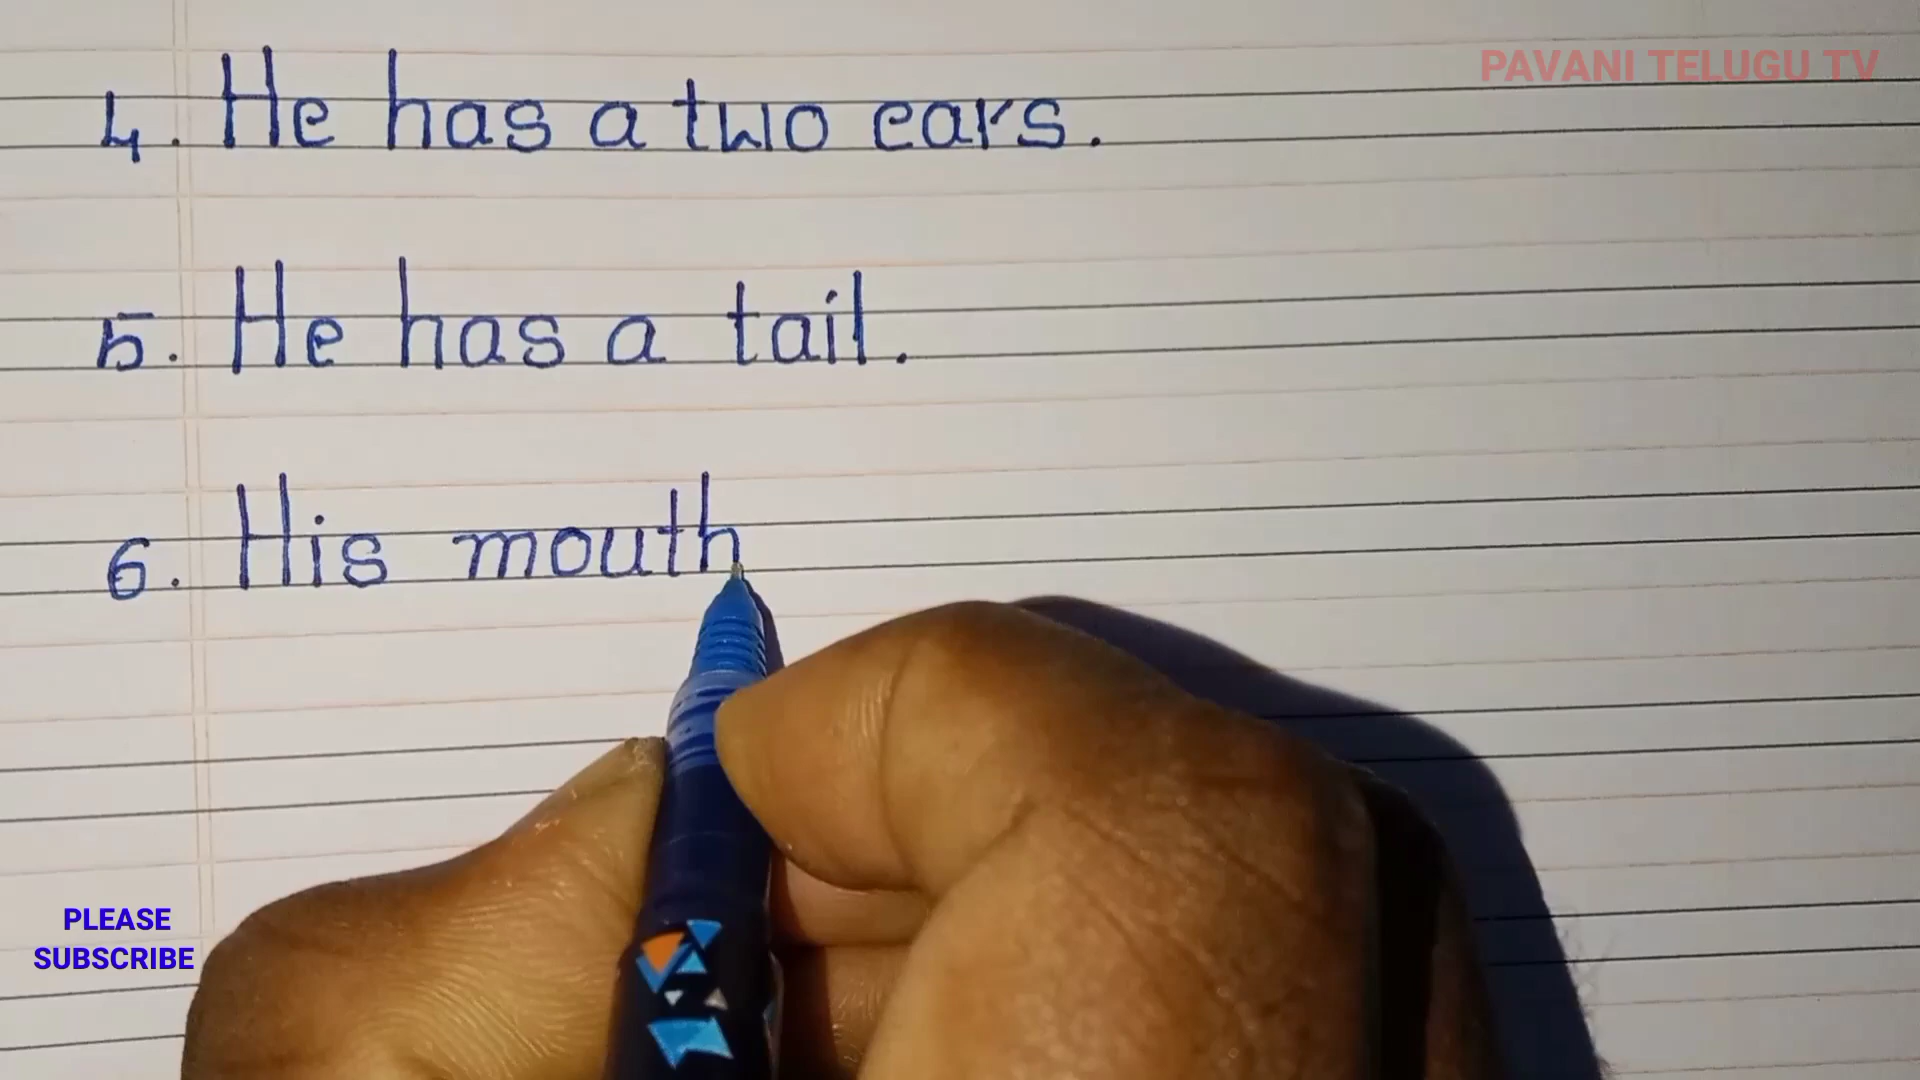 PAVANI TELUGU TV
4. He has a two ears.
5. He has a tail.
6. His mouth
PLEASE
SUBSCRIBE